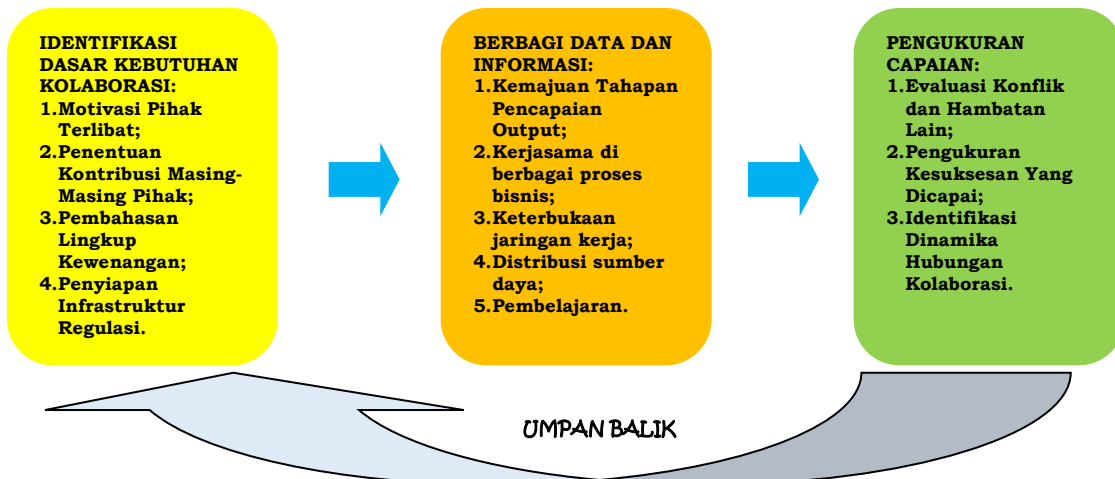 IDENTIFIKASI
DASAR KEBUTUHAN
KOLABORASI:
1.Motivasi Pihak
Terlibat;
2.Penentuan
Kontribusi Masing-
Masing Pihak;
3.Pembahasan
Lingkup
Kewenangan;
4.Penyiapan
Infrastruktur
Regulasi.
BERBAGI DATA DAN
INFORMASI:
1.Kemajuan Tahapan
Pencapaian
Output;
2.Kerjasama di
berbagai proses
bisnis;
3.Keterbukaan
jaringan kerja;
4.Distribusi sumber
daya;
5.Pembelajaran.
PENGUKURAN
CAPAIAN:
1.Evaluasi Konflik
dan Hambatan
Lain;
2.Pengukuran
Kesuksesan Yang
Dicapai;
3.Identifikasi
Dinamika
Hubungan
Kolaborasi.
UMPAN BALIK